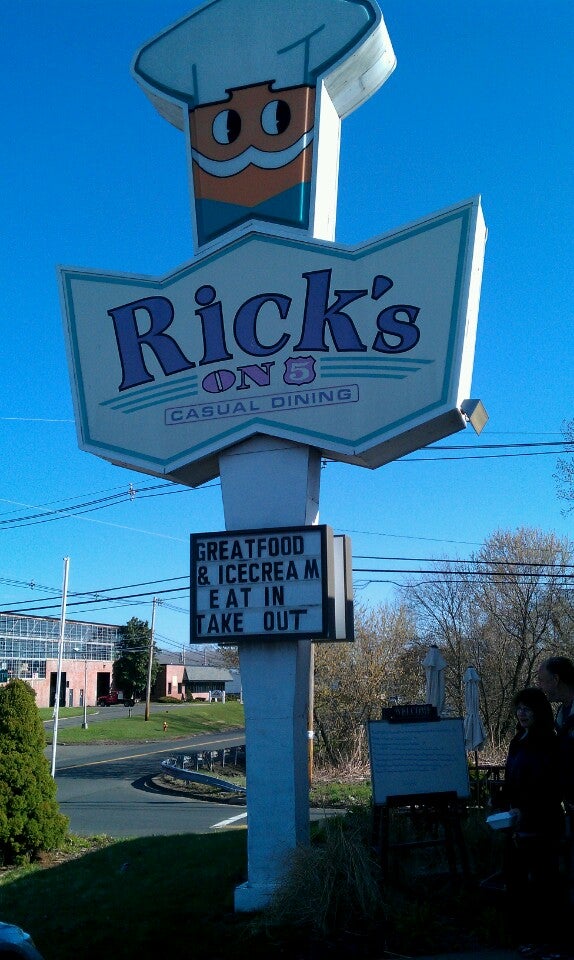 Rick's
ON 5
CASUAL DINING
GREATFOOD
& ICECREAM
EAT IN
TAKE OUT